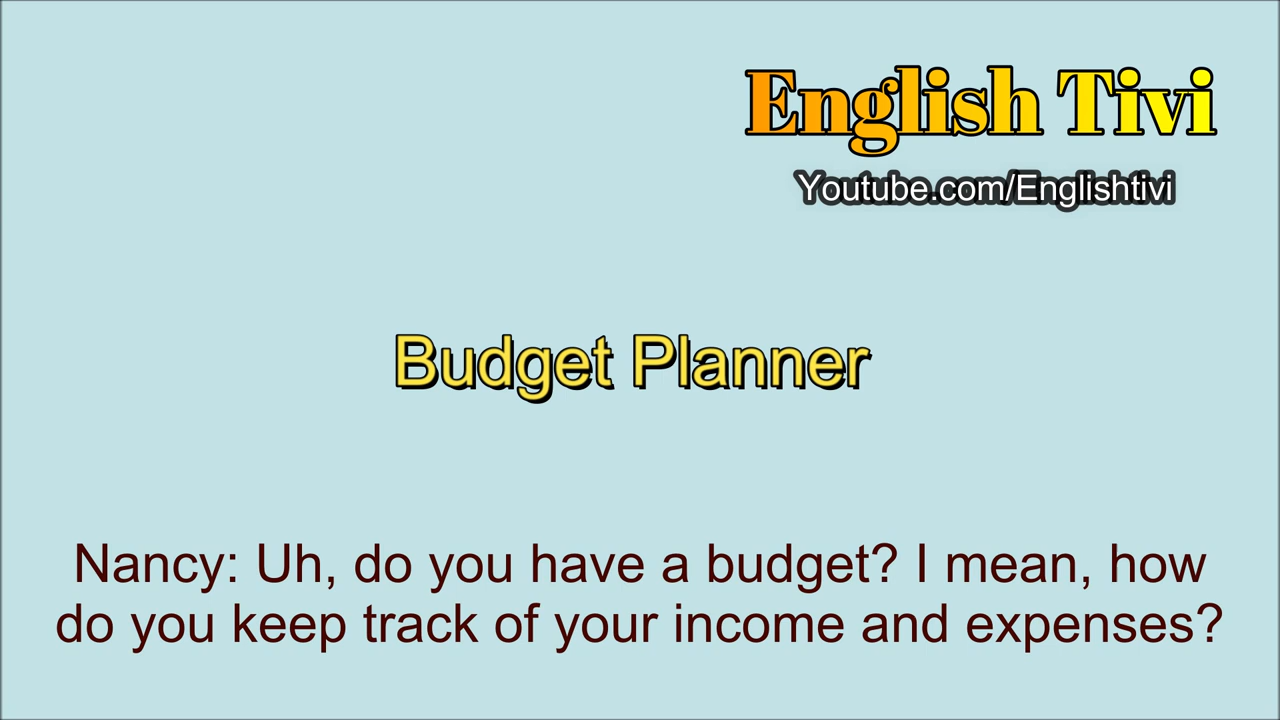 English Tivi
Youtube.com/Englishtivi
Budget Planner
Nancy: Uh, do you have a budget? I mean, how
do you keep track of your income and expenses?